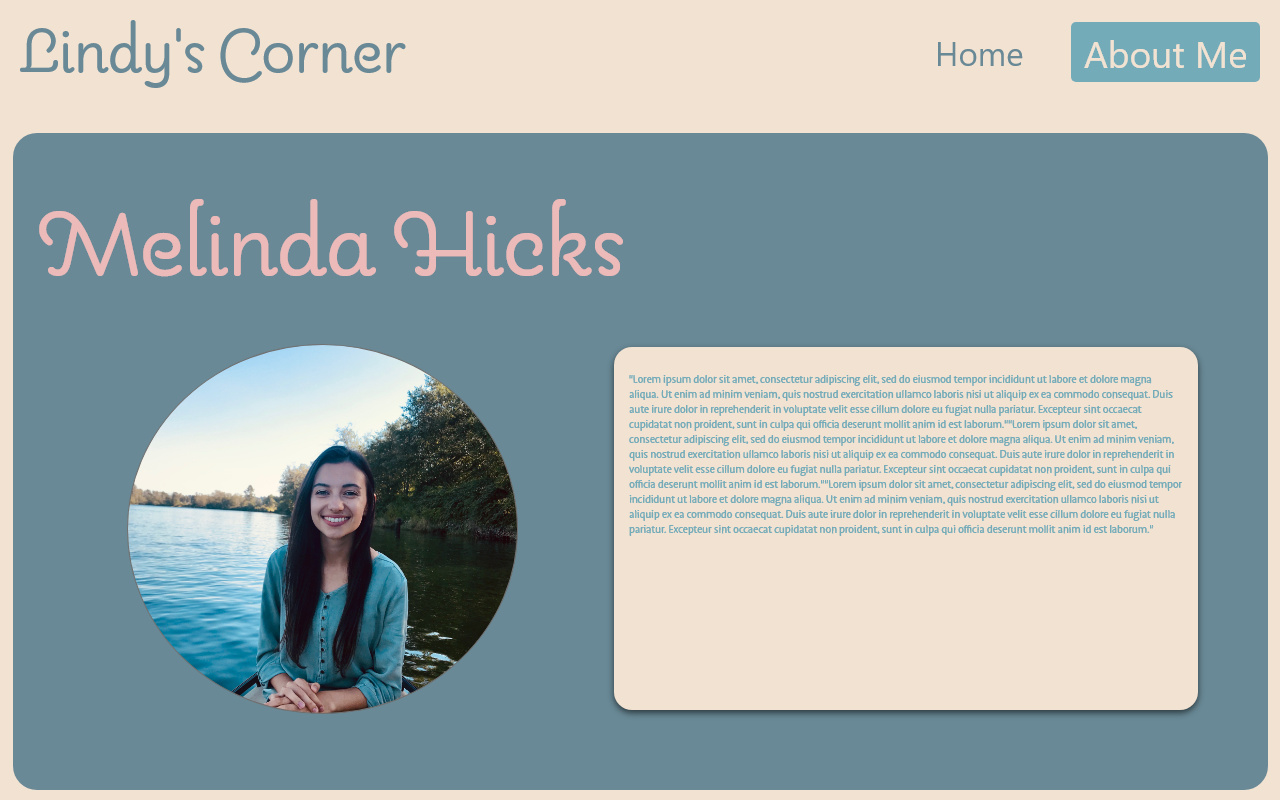 Lindy's Corner
Home
About Me
Melinda Hicks
"Lorem ipsum dolor sit amet, consectetur adipiscing elit, sed do eiusmod tempor incididunt ut labore et dolore magna
aliqua. Ut enim ad minim veniam, quis nostrud exercitation ullamco laboris nisi ut aliquip ex ea commodo consequat. Duis
aute irure dolor in reprehenderit in voluptate velit esse cillum dolore eu fugiat nulla pariatur. Excepteur sint occaecat
cupidatat non proident, sunt in culpa qui officia deserunt mollit anim id est laborum.""Lorem ipsum dolor sit amet,
consectetur adipiscing elit, sed do eiusmod tempor incididunt ut labore et dolore magna aliqua. Ut enim ad minim veniam,
quis nostrud exercitation ullamco laboris nisi ut aliquip ex ea commodo consequat. Duis aute irure dolor in reprehenderit in
voluptate velit esse cillum dolore eu fugiat nulla pariatur. Excepteur sint occaecat cupidatat non proident, sunt in culpa qui
officia deserunt mollit anim id est laborum.""Lorem ipsum dolor sit amet, consectetur adipiscing elit, sed do eiusmod tempor
incididunt ut labore et dolore magna aliqua. Ut enim ad minim veniam, quis nostrud exercitation ullamco laboris nisi ut
aliquip ex ea commodo consequat. Duis aute irure dolor in reprehenderit in voluptate velit esse cillum dolore eu fugiat nulla
pariatur. Excepteur sint occaecat cupidatat non proident, sunt in culpa qui officia deserunt mollit anim id est laborum."